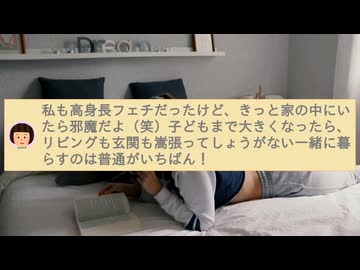 Dream
私も高身長フェチだったけど、きっと家の中にい
たら邪魔だよ（笑）子どもまで大きくなったら、
リビングも玄関も嵩張ってしょうがない一緒に暮
らすのは普通がいちばん！